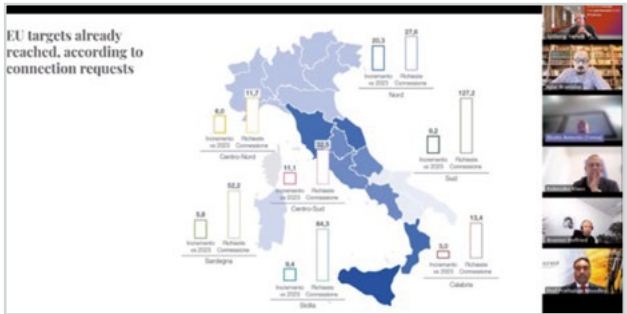 EU targets already
reached, according to
connection requests
20,3
27,6
Incremento
vs 2023
Richieste
Connessione
Nord
6,0
11,7
Incremento
vs 2023
Richieste
Connessione
Centro-Nord
9,2
127,2
Incremento
vs 2023
Richieste
Connessione
Sud
11,1
32,5
Incremento
vs 2023
Richieste
Connessione
Centro-Sud
5,8
52,2
Incremento
vs 2023
Richieste
Connessione
Sardegna
9,4
64,3
Incremento
vs 2023
Richieste
Connessione
Sicilia
5,0
13,4
Incremento
vs 2023
Richieste
Connessione
Calabria